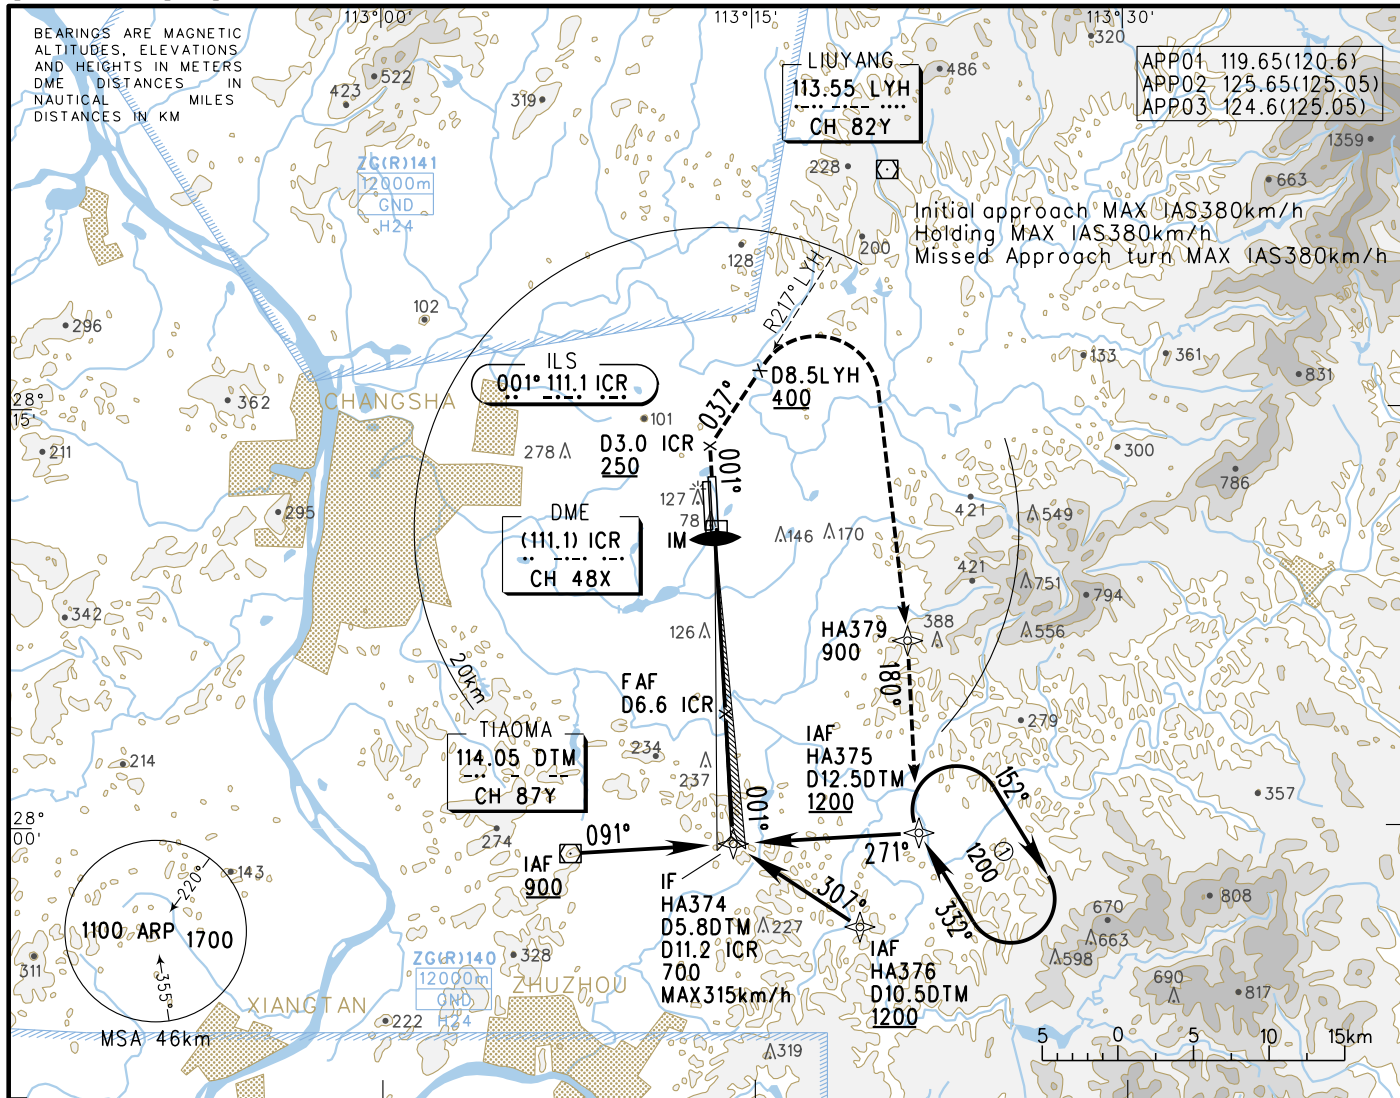 113°00'
113°15'
113°30'
BEARINGS ARE MAGNETIC
ALTITUDES, ELEVATIONS
AND HEIGHTS IN METERS
DME DISTANCES IN
NAUTICAL MILES
DISTANCES IN KM
522
423
319
LIUYANG
113.55 LYH
CH 82Y
486
320
APP01 119.65(120.6)
APP02 125.65(125.05)
APP03 124.6(125.05)
1359
663
228
ZG(R)141
12000m
GND
H24
Initial approach MAX IAS380km/h
Holding MAX IAS380km/h
Missed Approach turn MAX IAS380km/h
200
128
R217°LYH
500
300
102
296
133
361
831
ILS
001° 111.1 ICR
D8.5LYH
400
037°
28°
15'
362
CHANGSHA
101
D3.0 ICR
250
001°
278
211
300
786
295
127
78
IM
DME
(111.1) ICR
CH 48X
146
170
421
549
421
751
794
556
342
126
HA379
900
388
180°
20km
FAF
D6.6 ICR
279
TIAOMA
114.05 DTM
CH 87Y
214
234
237
IAF
HA375
D12.5DTM
1200
152°
357
28°
00'
274
091°
001°
271°
1200
1
332°
IAF
900
143
220°
1100 ARP 1700
355°
MSA 46km
311
IF
HA374
D5.8DTM
D11.2 ICR
700
MAX315km/h
307°
227
IAF
HA376
D10.5DTM
1200
808
670
663
598
690
817
328
ZG(R)140
12000m
GND
H24
ZHUZHOU
XIANGTAN
222
319
5 0 5 10 15km